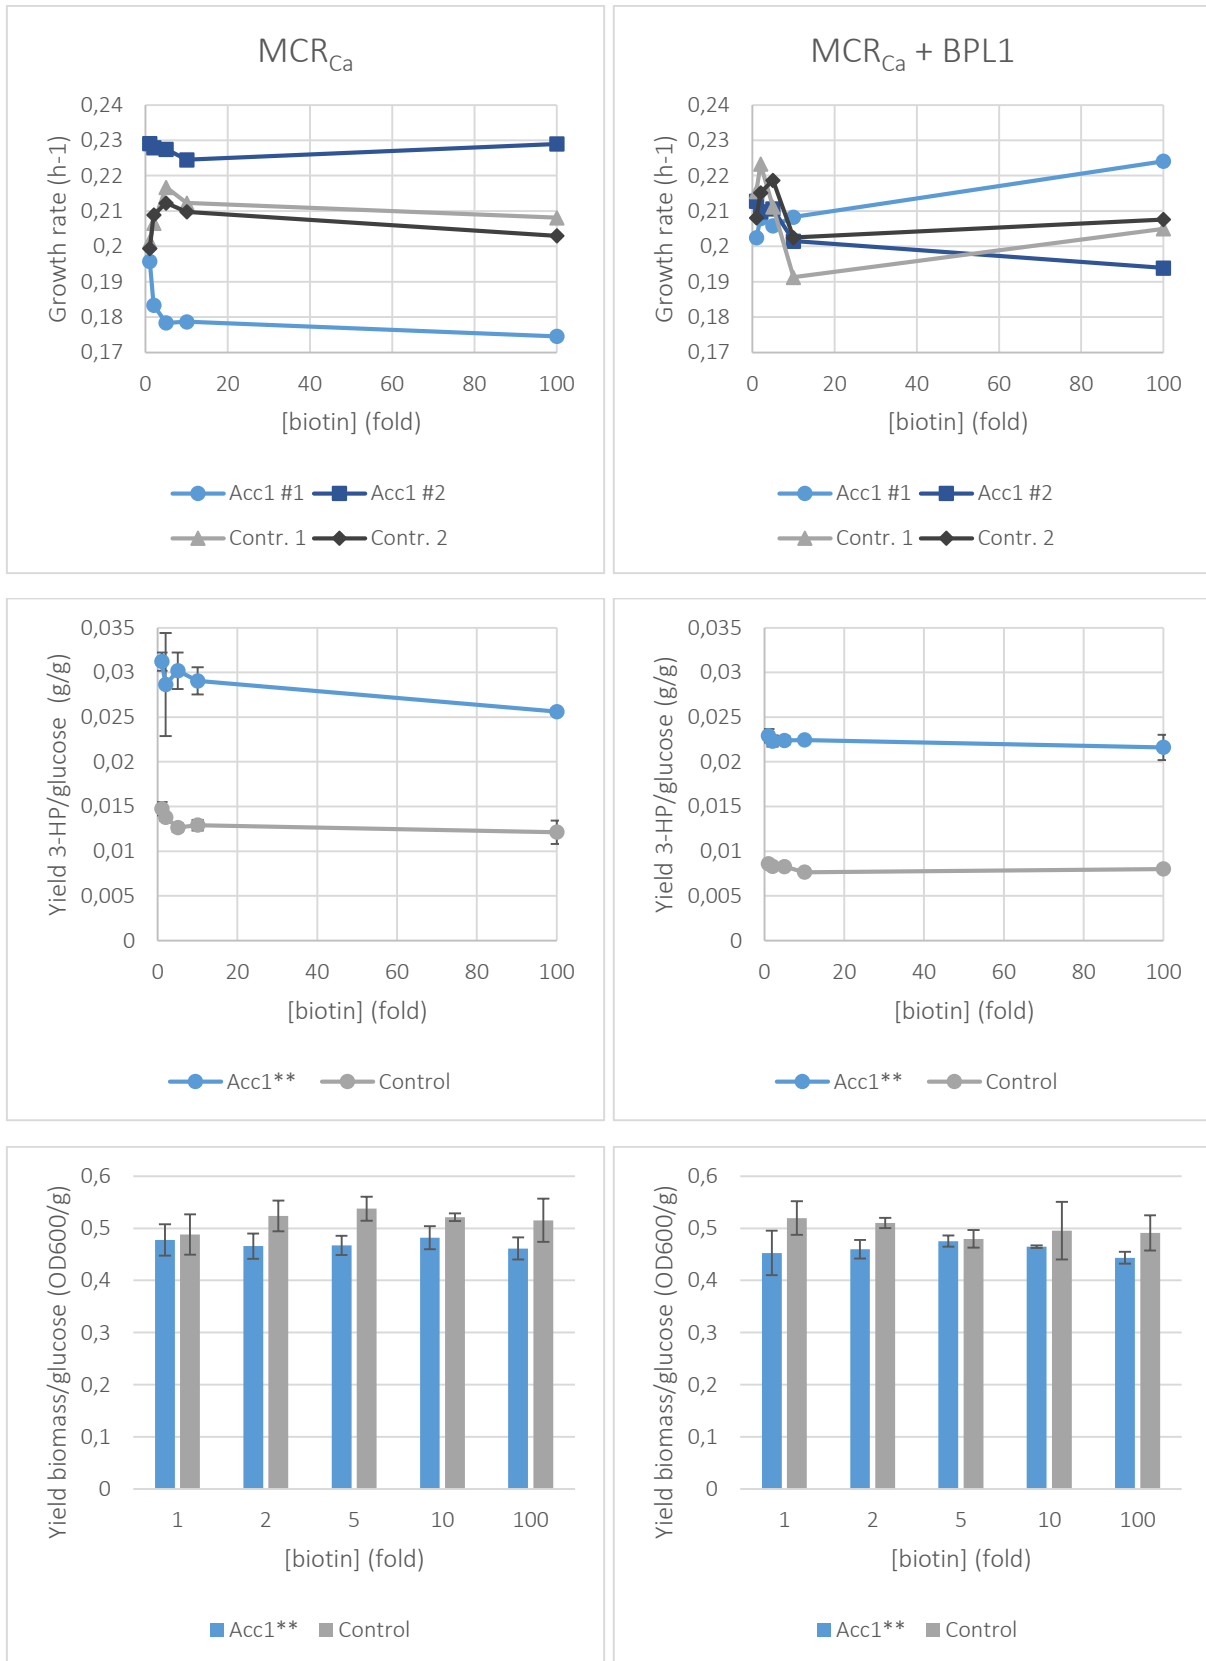 MCRCa
Growth rate (h-1)
0,24
0,23
0,22
0,21
0,2
0,19
0,18
0,17
0 20 40 60 80 100
[biotin] (fold)
Acc1 #1 Acc1 #2
Contr. 1 Contr. 2
MCRCa + BPL1
Growth rate (h-1)
0,24
0,23
0,22
0,21
0,2
0,19
0,18
0,17
0 20 40 60 80 100
[biotin] (fold)
Acc1 #1 Acc1 #2
Contr. 1 Contr. 2
Yield 3-HP/glucose (g/g)
0,035
0,03
0,025
0,02
0,015
0,01
0,005
0
0 20 40 60 80 100
[biotin] (fold)
Acc1** Control
Yield 3-HP/glucose (g/g)
0,035
0,03
0,025
0,02
0,015
0,01
0,005
0
0 20 40 60 80 100
[biotin] (fold)
Acc1** Control
Yield biomass/glucose (OD600/g)
0,6
0,5
0,4
0,3
0,2
0,1
0
1 2 5 10 100
[biotin] (fold)
Acc1** Control
Yield biomass/glucose (OD600/g)
0,6
0,5
0,4
0,3
0,2
0,1
0
1 2 5 10 100
[biotin] (fold)
Acc1** Control